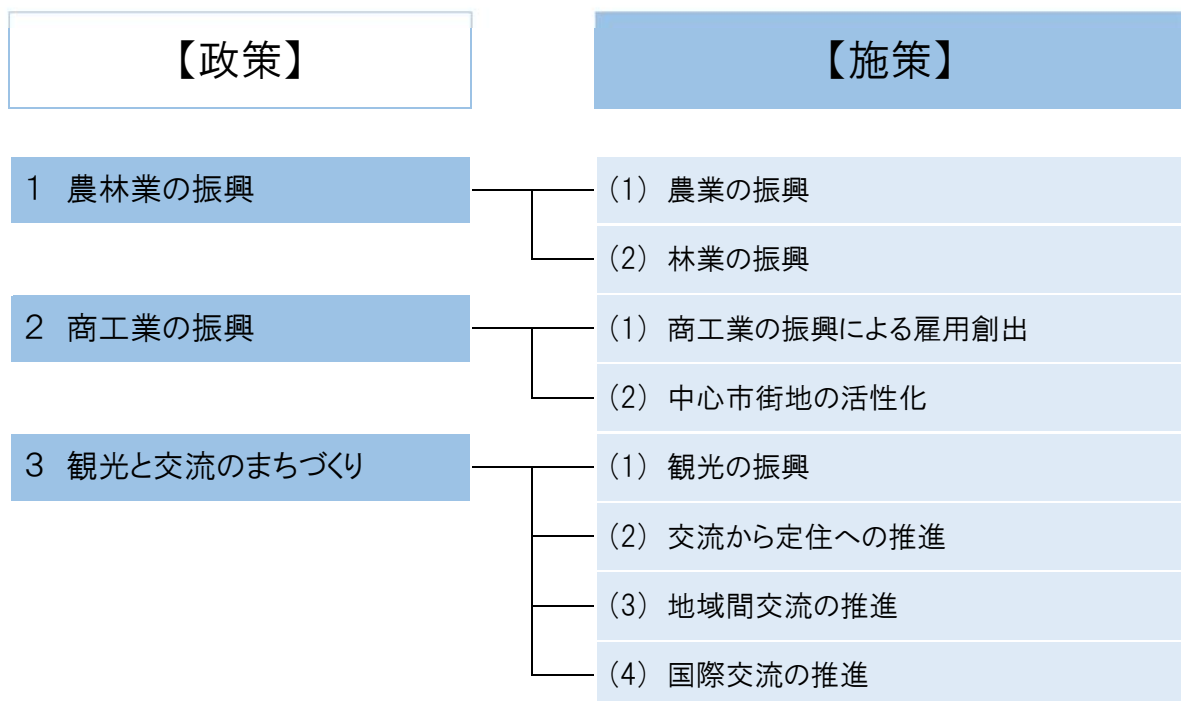 【政策】
【施策】
1 農林業の振興
(1) 農業の振興
(2) 林業の振興
2 商工業の振興
(1) 商工業の振興による雇用創出
(2) 中心市街地の活性化
3 観光と交流のまちづくり
(1) 観光の振興
(2) 交流から定住への推進
(3) 地域間交流の推進
(4) 国際交流の推進